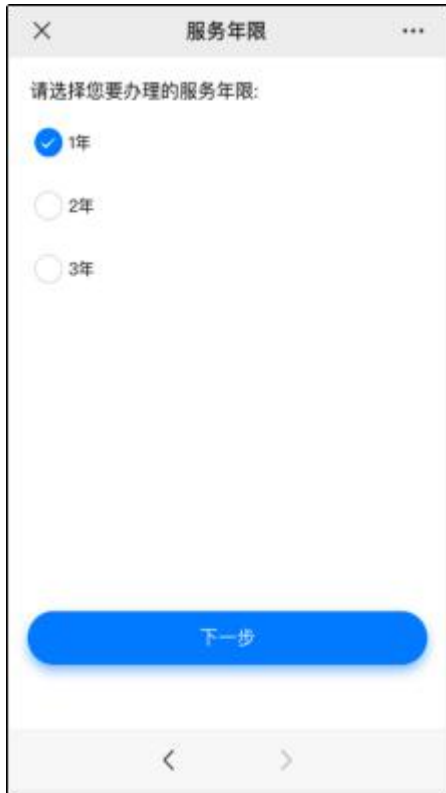 服务年限
请选择您要办理的服务年限:
1年
2年
3年
下一步